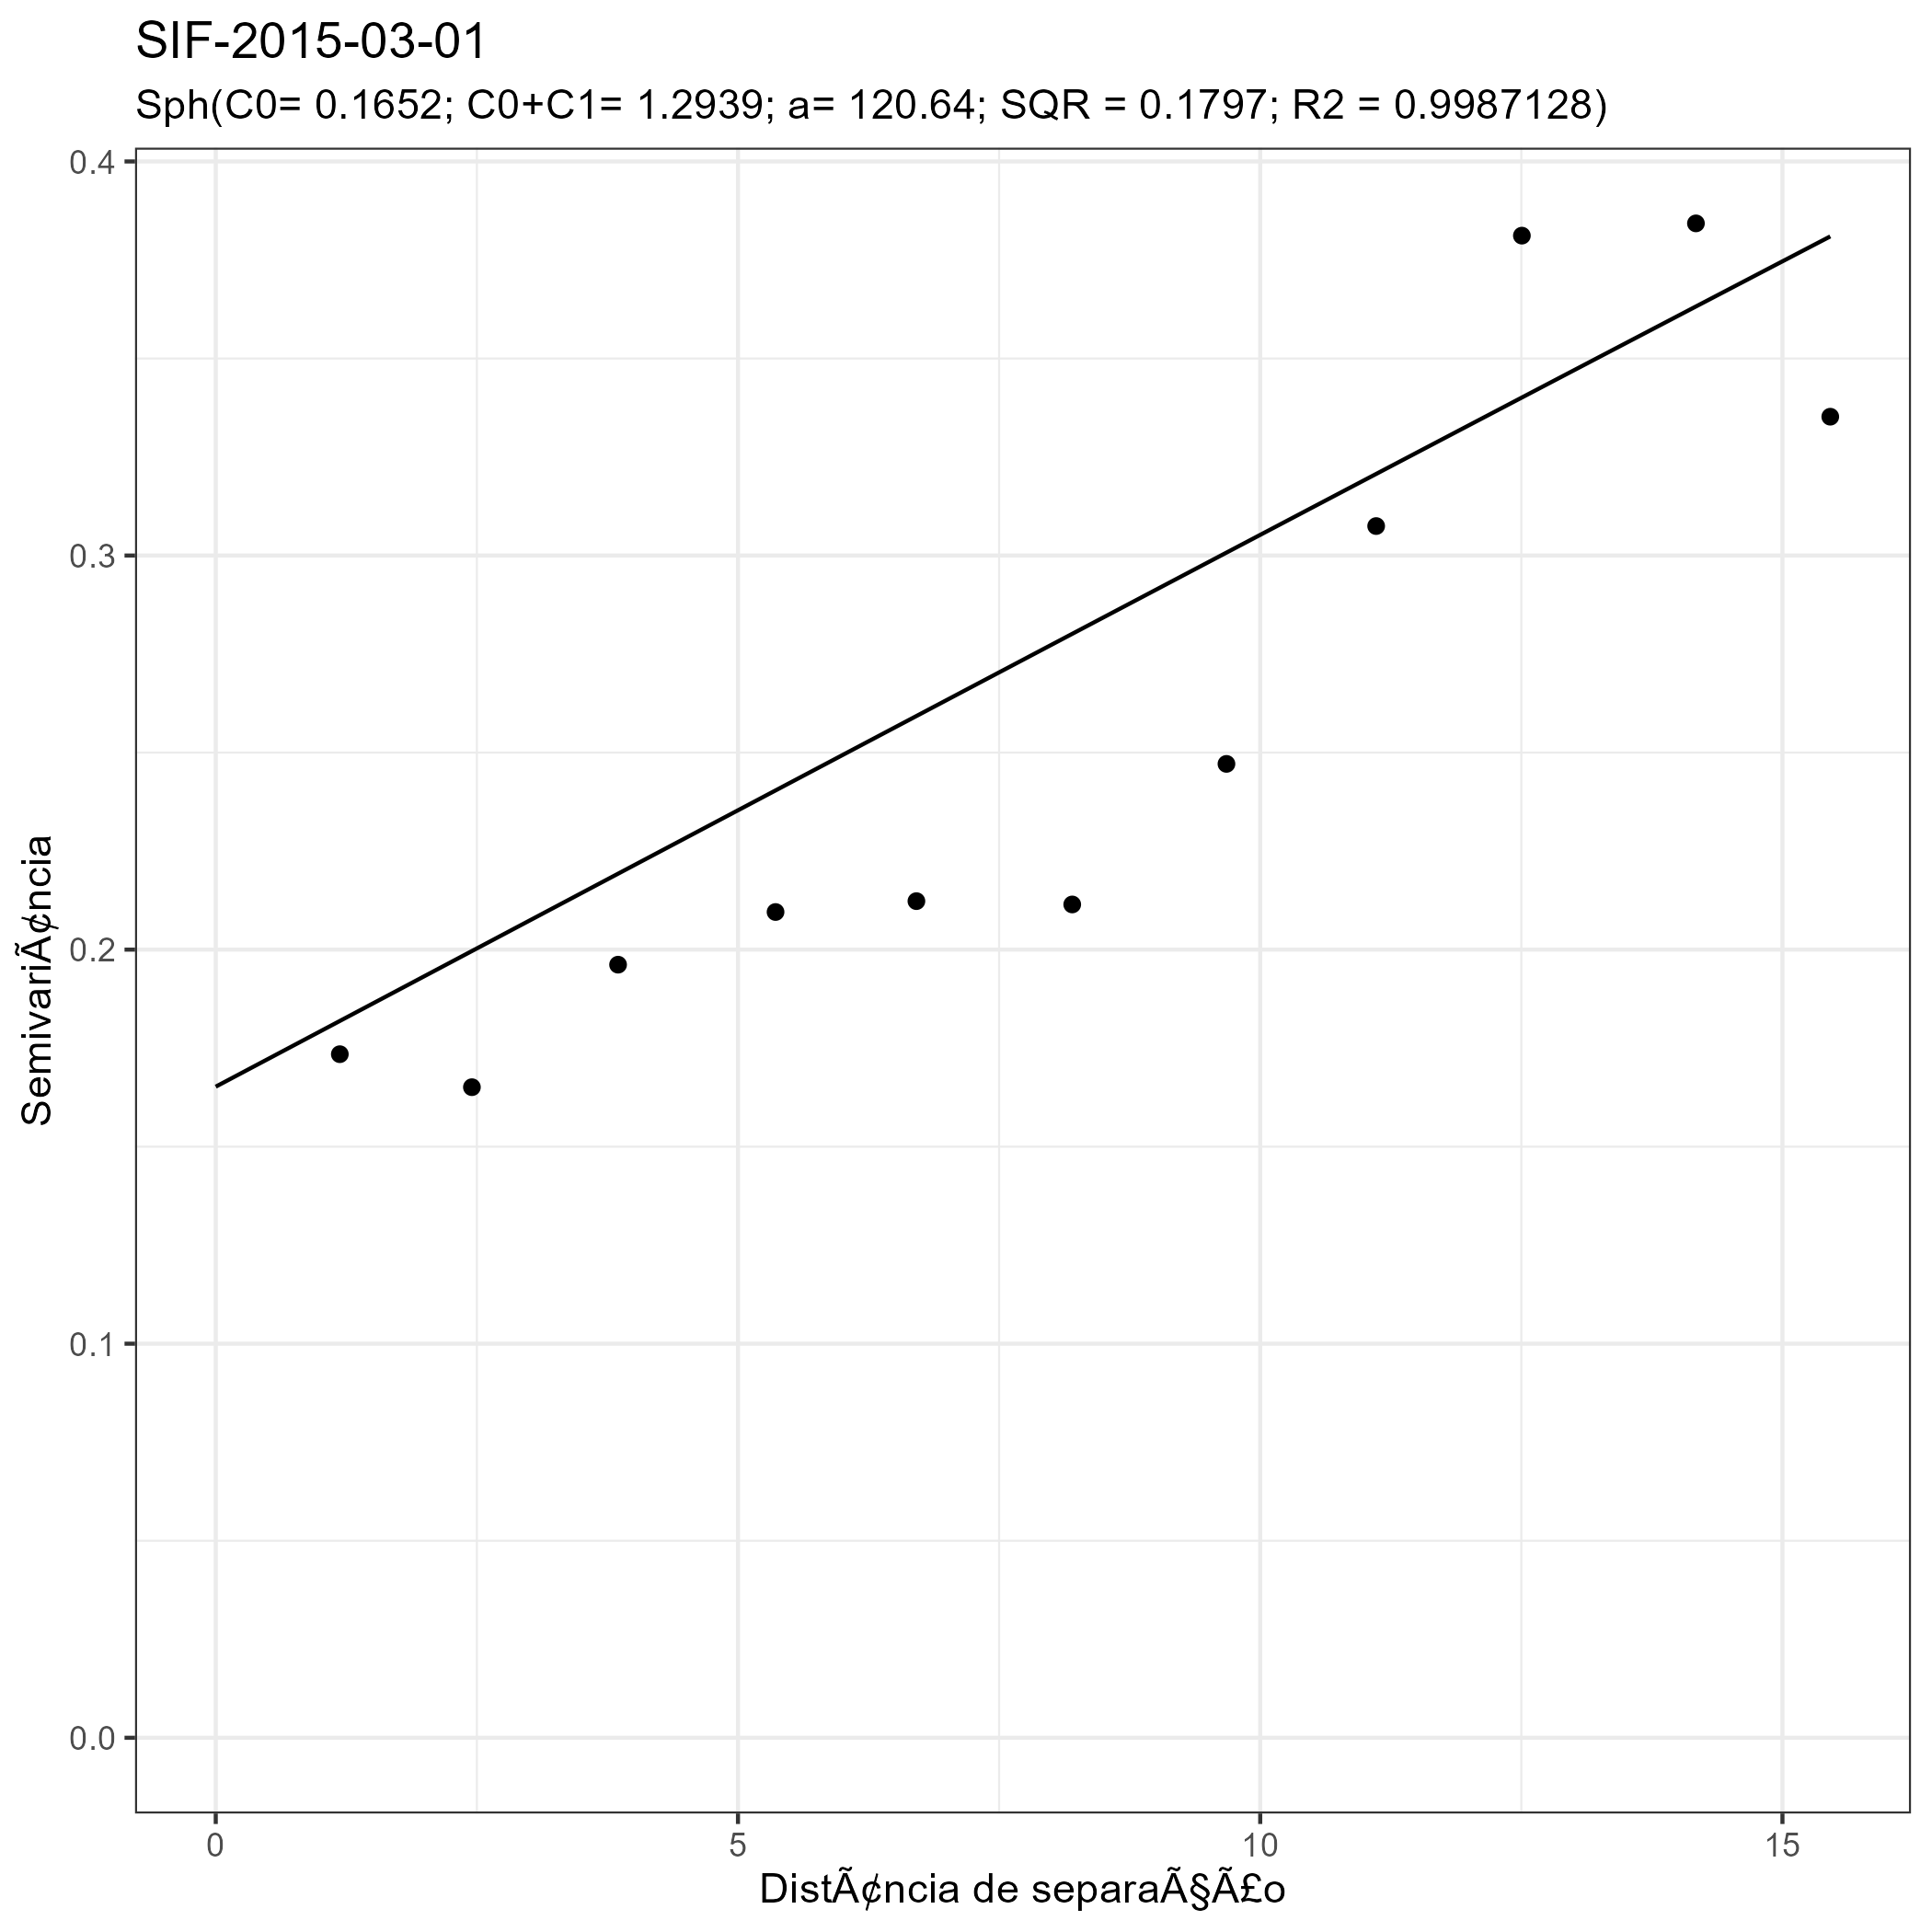 SIF-2015-03-01
Sph(C0= 0.1652; C0+C1= 1.2939; a= 120.64; SQR = 0.1797; R2 = 0.9987128)
0.4
0.3
0.2
0.1
0.0
SemivariÃ¢ncia
0
5
10
15
DistÃ¢ncia de separaÃ§Ã£o